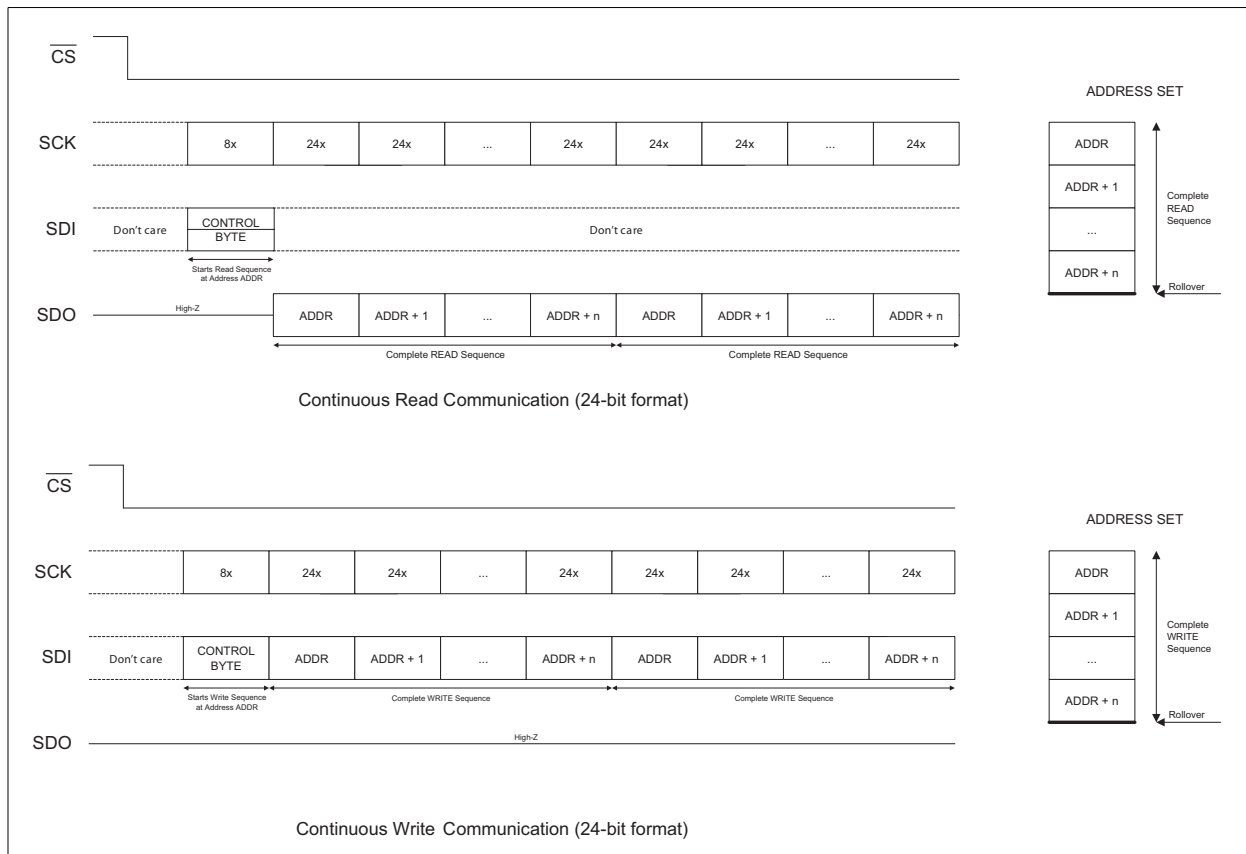 CS
ADDRESS SET
SCK 8x 24x 24x ... 24x 24x 24x ... 24x
ADDR
ADDR + 1
...
ADDR + n
Complete
READ
Sequence
Rollover
SDI Don't care CONTROL BYTE Don't care
Starts Read Sequence
at Address ADDR
SDO High-Z ADDR ADDR + 1 ... ADDR + n ADDR ADDR + 1 ... ADDR + n
Complete READ Sequence Complete READ Sequence
Continuous Read Communication (24-bit format)
CS
ADDRESS SET
SCK 8x 24x 24x ... 24x 24x 24x ... 24x
ADDR
ADDR + 1
...
ADDR + n
Complete
WRITE
Sequence
Rollover
SDI Don't care CONTROL BYTE ADDR ADDR + 1 ... ADDR + n ADDR ADDR + 1 ... ADDR + n
Starts Write Sequence
at Address ADDR
Complete WRITE Sequence Complete WRITE Sequence
SDO High-Z
Continuous Write Communication (24-bit format)